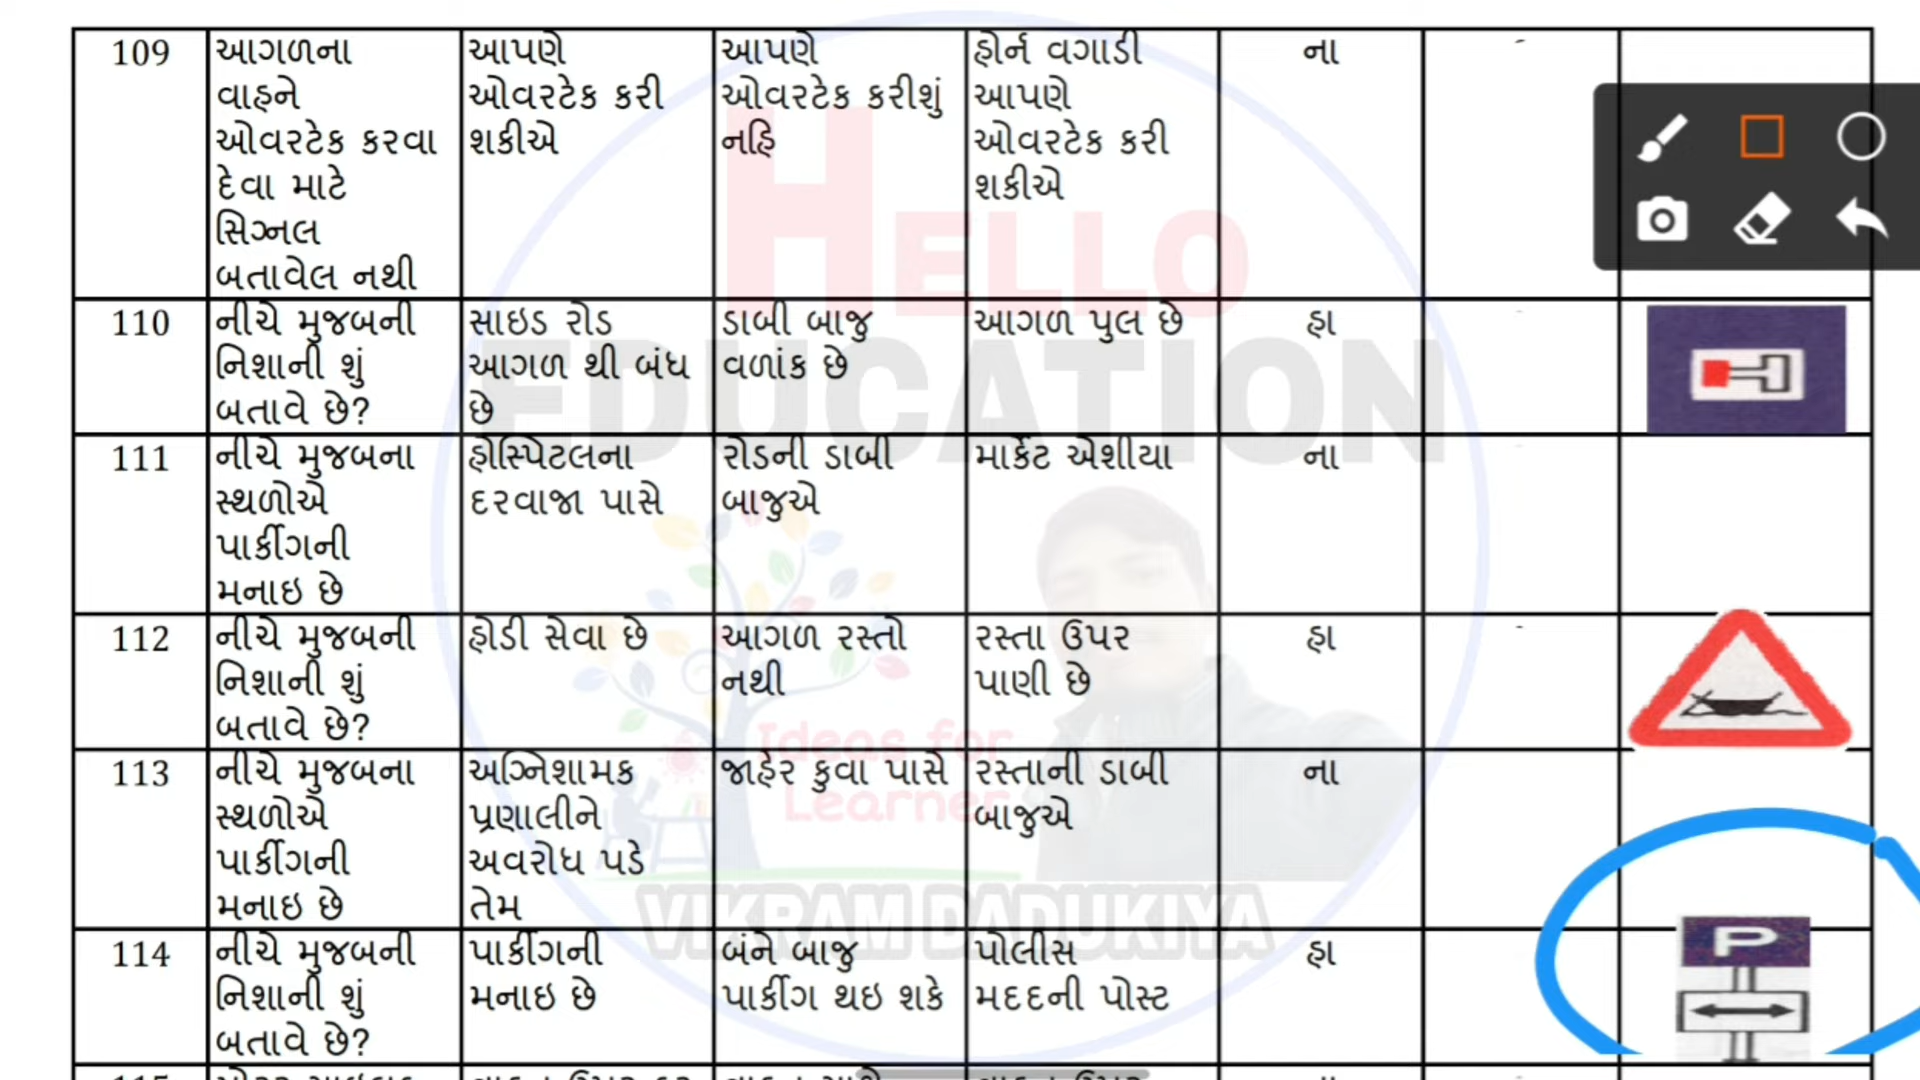 109
આગળના
વાહને
ઓવરટેક કરવા
દેવા માટે
સિગ્નલ
બતાવેલ નથી
આપણે
ઓવરટેક કરી
શકીએ
આપણે
ઓવરટેક કરીશું
નહિ
હોર્ન વગાડી
આપણે
ઓવરટેક કરી
શકીએ
ના
-
110
નીચે મુજબની
નિશાની શું
બતાવે છે?
સાઇડ રોડ
આગળ થી બંધ
છે
ડાબી બાજુ
વળાંક છે
આગળ પુલ છે
હા
-
111
નીચે મુજબના
સ્થળોએ
પાર્કીગની
મનાઇ છે
હોસ્પિટલના
દરવાજા પાસે
રોડની ડાબી
બાજુએ
માર્કેટ એશીયા
ના
112
નીચે મુજબની
નિશાની શું
બતાવે છે?
હોડી સેવા છે
આગળ રસ્તો
નથી
રસ્તા ઉપર
પાણી છે
હા
-
113
નીચે મુજબના
સ્થળોએ
પાર્કીગની
મનાઇ છે
અગ્નિશામક
પ્રણાલીને
અવરોધ પડે
તેમ
જાહેર કુવા પાસે
રસ્તાની ડાબી
બાજુએ
ના
114
નીચે મુજબની
નિશાની શું
બતાવે છે?
પાર્કીગની
મનાઇ છે
બંને બાજુ
પાર્કીગ થઇ શકે
પોલીસ
મદદની પોસ્ટ
હા
P
HELLO
EDUCATION
Ideas for
Learner
VIKRAM DADUKIYA